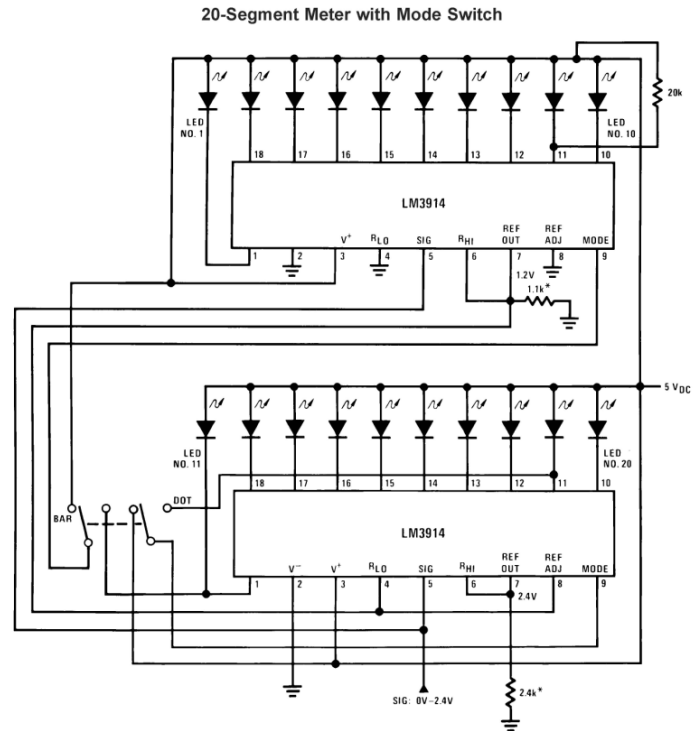 20-Segment Meter with Mode Switch
20k
LED
NO. 1
LED
NO. 10
18 17 16 15 14 13 12 11 10
LM3914
V+ RLO SIG RHI REF OUT REF ADJ MODE
1 2 3 4 5 6 7 8 9
1.2V
1.1k*
5 VDC
LED
NO. 11
LED
NO. 20
18 17 16 15 14 13 12 11 10
BAR
DOT
LM3914
V− V+ RLO SIG RHI REF OUT REF ADJ MODE
1 2 3 4 5 6 7 8 9
2.4V
SIG: 0V–2.4V
2.4k*